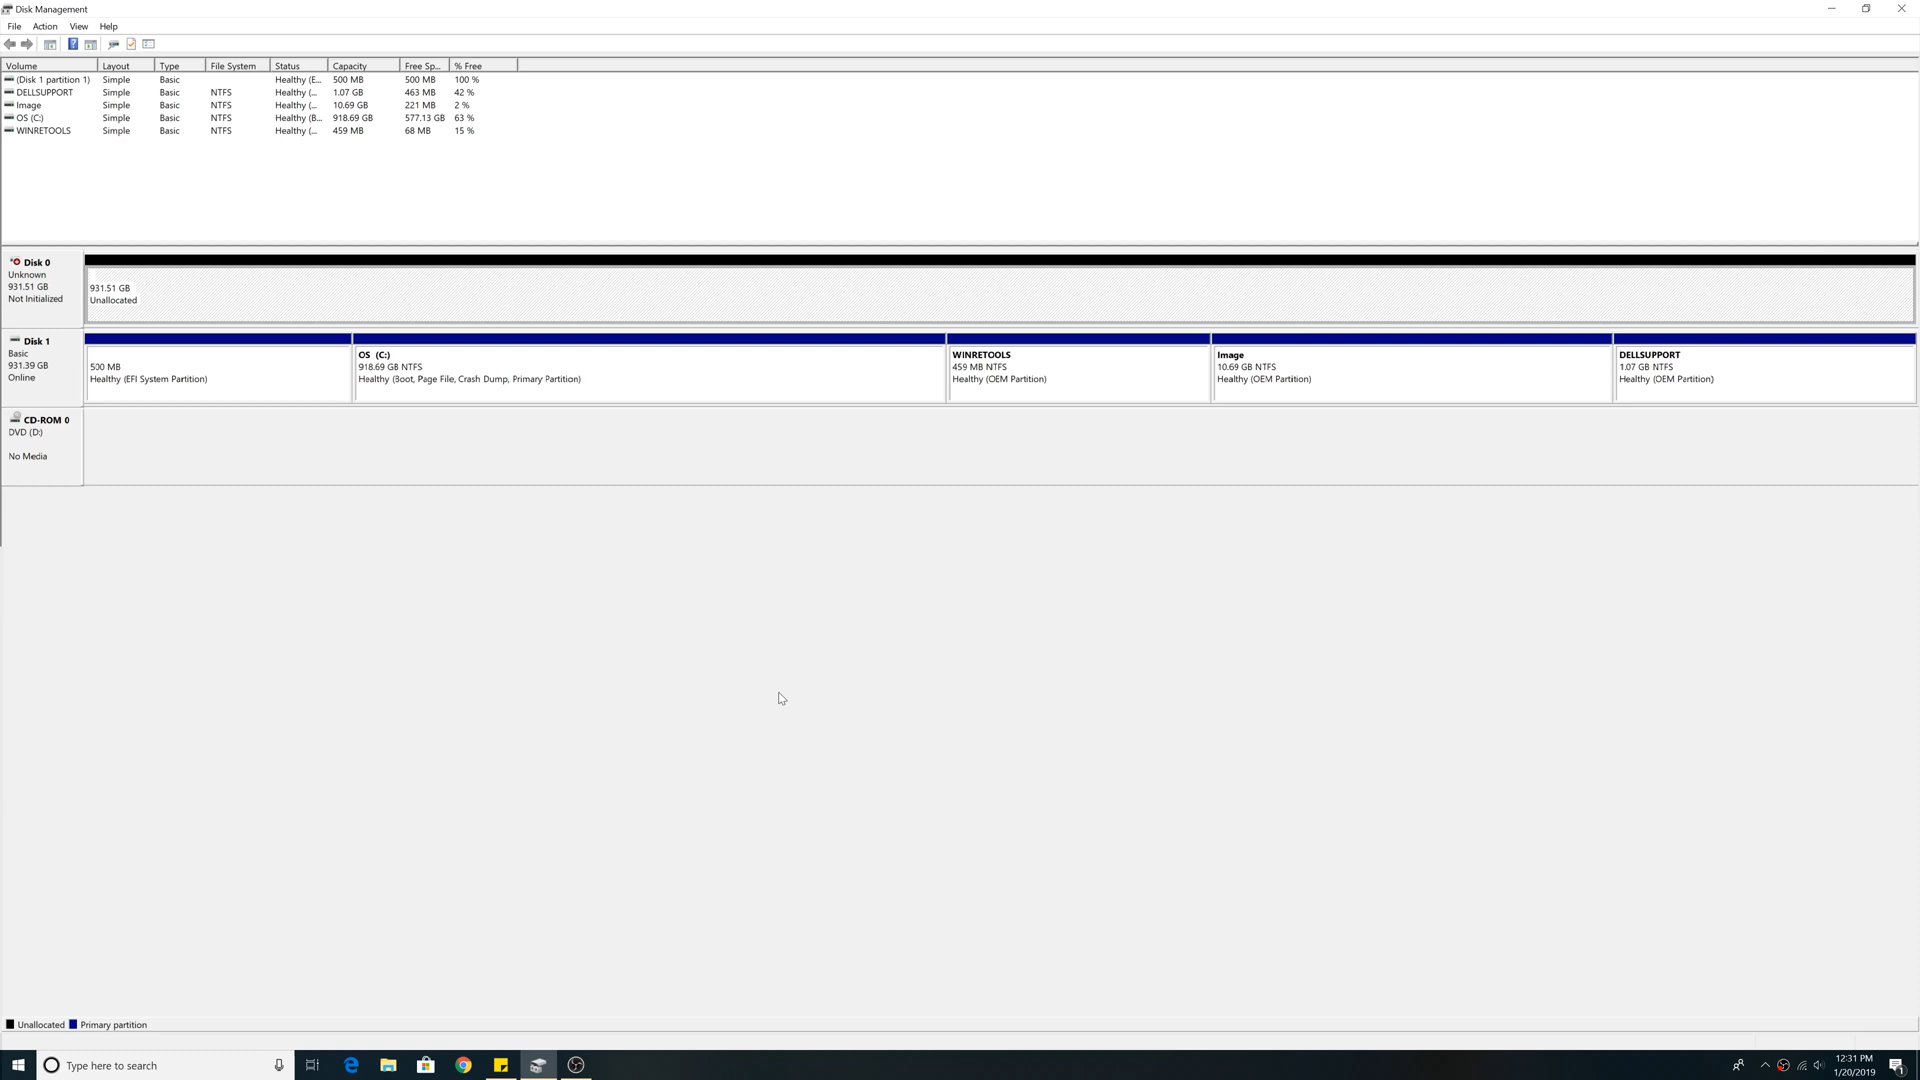 Disk Management
File Action View Help
Volume Layout Type File System Status Capacity Free Sp... % Free
(Disk 1 partition 1) Simple Basic Healthy (E... 500 MB 500 MB 100 %
DELLSUPPORT Simple Basic NTFS Healthy (... 1.07 GB 463 MB 42 %
Image Simple Basic NTFS Healthy (... 10.69 GB 221 MB 2 %
OS (C:) Simple Basic NTFS Healthy (B... 918.69 GB 577.13 GB 63 %
WINRETOOLS Simple Basic NTFS Healthy (... 459 MB 68 MB 15 %
Disk 0
Unknown
931.51 GB
Not Initialized
931.51 GB
Unallocated
Disk 1
Basic
931.39 GB
Online
500 MB
Healthy (EFI System Partition)
OS (C:)
918.69 GB NTFS
Healthy (Boot, Page File, Crash Dump, Primary Partition)
WINRETOOLS
459 MB NTFS
Healthy (OEM Partition)
Image
10.69 GB NTFS
Healthy (OEM Partition)
DELLSUPPORT
1.07 GB NTFS
Healthy (OEM Partition)
CD-ROM 0
DVD (D:)
No Media
Unallocated Primary partition
Type here to search
12:31 PM
1/20/2019
1